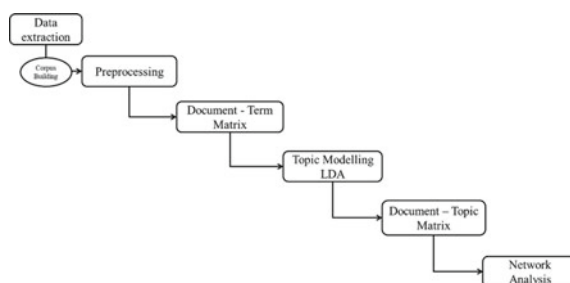 Data
extraction
Corpus
Building
Preprocessing
Document - Term
Matrix
Topic Modelling
LDA
Document – Topic
Matrix
Network
Analysis